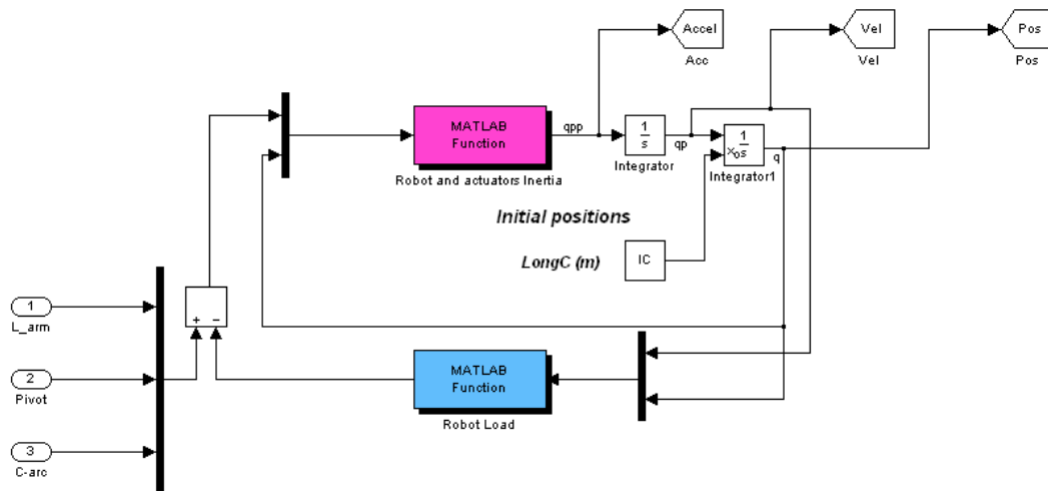 Accel
Acc
Vel
Vel
Pos
Pos
MATLAB
Function
Robot and actuators Inertia
qpp
1
s
Integrator
qp
1
xo s
Integrator1
q
Initial positions
LongC (m)
IC
1
L_arm
2
Pivot
3
C-arc
+ −
MATLAB
Function
Robot Load